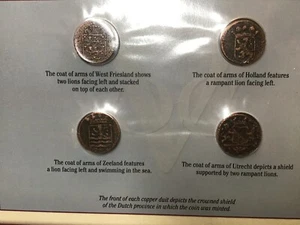 The coat of arms of West Friesland shows
two lions facing left and stacked
on top of each other.
The coat of arms of Holland features
a rampant lion facing left.
The coat of arms of Zeeland features
a lion facing left and swimming in the sea.
The coat of arms of Utrecht depicts a shield
supported by two rampant lions.
The front of each copper duit depicts the crowned shield
of the Dutch province in which the coin was minted.